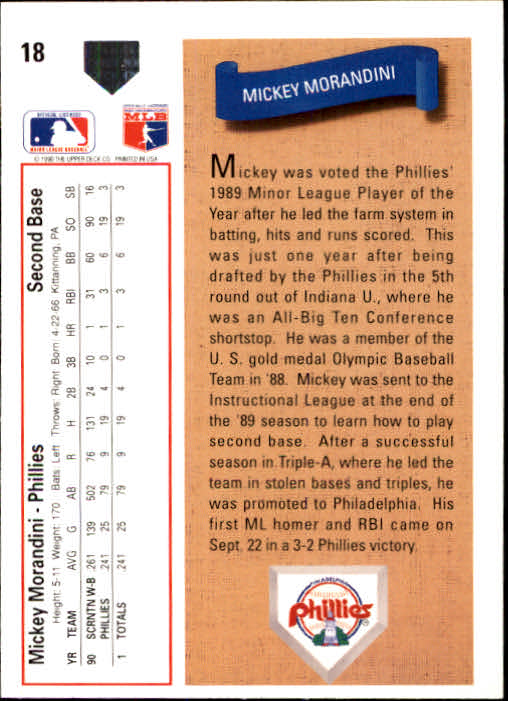 18
OFFICIAL LICENSEE
MAJOR LEAGUE BASEBALL
MLB
© 1990 THE UPPER DECK CO. PRINTED IN USA
Mickey Morandini - Phillies Second Base
Height: 5-11 Weight: 170 Bats: Left Throws: Right Born: 4-22-66 Kittanning, PA
YR TEAM AVG G AB R H 2B 3B HR RBI BB SO SB
90 SCRNTN W-B .261 139 502 76 131 24 10 1 31 60 90 16
PHILLIES .241 25 79 9 19 4 0 1 3 6 19 3
1 TOTALS .241 25 79 9 19 4 0 1 3 6 19 3
MICKEY MORANDINI
Mickey was voted the Phillies'
1989 Minor League Player of the
Year after he led the farm system in
batting, hits and runs scored. This
was just one year after being
drafted by the Phillies in the 5th
round out of Indiana U., where he
was an All-Big Ten Conference
shortstop. He was a member of the
U. S. gold medal Olympic Baseball
Team in '88. Mickey was sent to the
Instructional League at the end of
the '89 season to learn how to play
second base. After a successful
season in Triple-A, where he led the
team in stolen bases and triples, he
was promoted to Philadelphia. His
first ML homer and RBI came on
Sept. 22 in a 3-2 Phillies victory.
PHILADELPHIA
Phillies